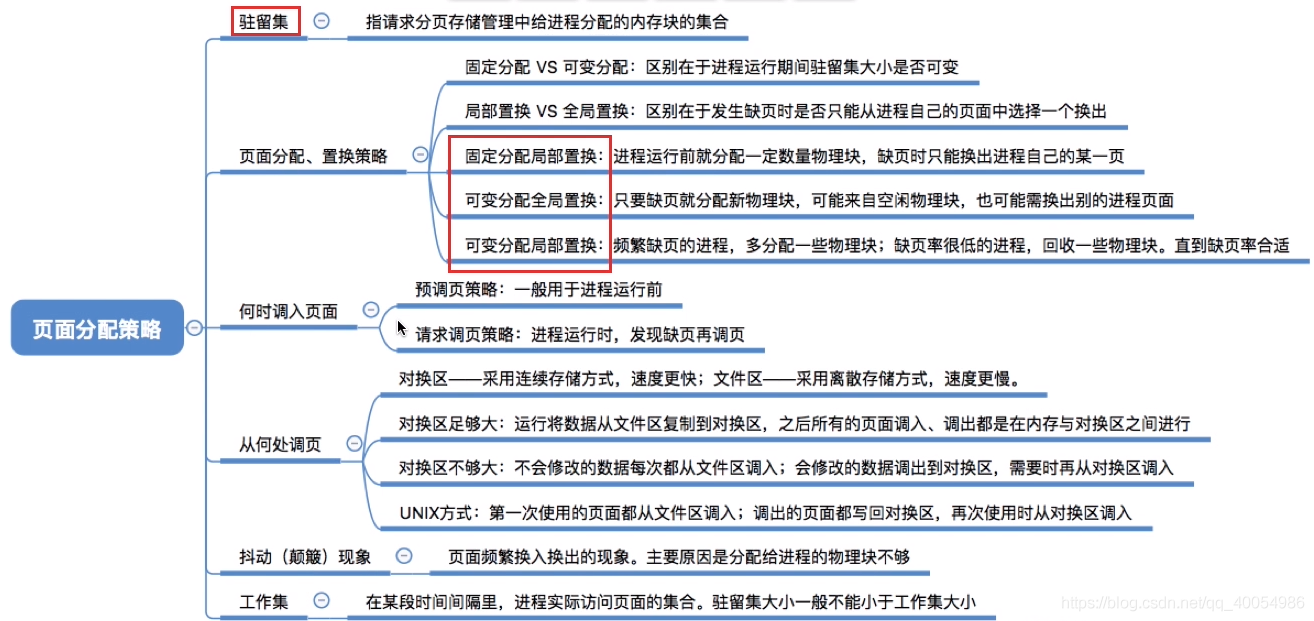 驻留集
指请求分页存储管理中给进程分配的内存块的集合
页面分配、置换策略
固定分配 VS 可变分配：区别在于进程运行期间驻留集大小是否可变
局部置换 VS 全局置换：区别在于发生缺页时是否只能从进程自己的页面中选择一个换出
固定分配局部置换：进程运行前就分配一定数量物理块，缺页时只能换出进程自己的某一页
可变分配全局置换：只要缺页就分配新物理块，可能来自空闲物理块，也可能需换出别的进程页面
可变分配局部置换：频繁缺页的进程，多分配一些物理块；缺页率很低的进程，回收一些物理块。直到缺页率合适
页面分配策略
何时调入页面
预调页策略：一般用于进程运行前
请求调页策略：进程运行时，发现缺页再调页
从何处调页
对换区——采用连续存储方式，速度更快；文件区——采用离散存储方式，速度更慢。
对换区足够大：运行将数据从文件区复制到对换区，之后所有的页面调入、调出都是在内存与对换区之间进行
对换区不够大：不会修改的数据每次都从文件区调入；会修改的数据调出到对换区，需要时再从对换区调入
UNIX方式：第一次使用的页面都从文件区调入；调出的页面都写回对换区，再次使用时从对换区调入
抖动（颠簸）现象
页面频繁换入换出的现象。主要原因是分配给进程的物理块不够
工作集
在某段时间间隔里，进程实际访问页面的集合。驻留集大小一般不能小于工作集大小
https://blog.csdn.net/qq_40054986